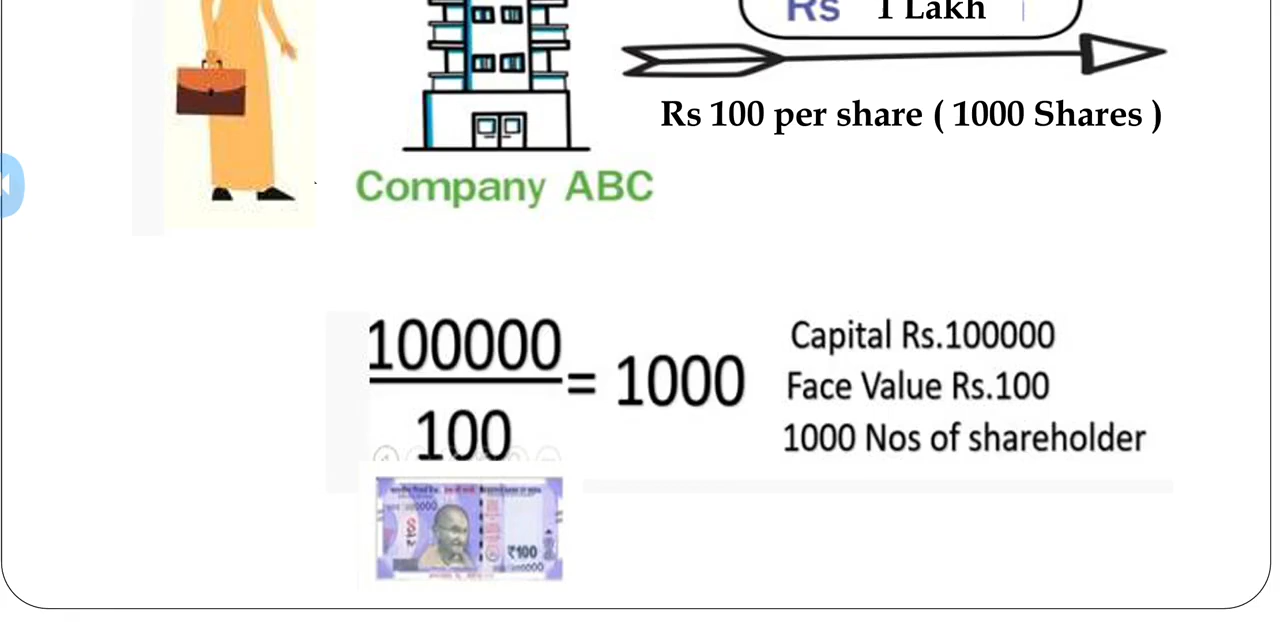 Rs 1 Lakh
Rs 100 per share ( 1000 Shares )
Company ABC
100000
100
= 1000
Capital Rs.100000
Face Value Rs.100
1000 Nos of shareholder
₹100